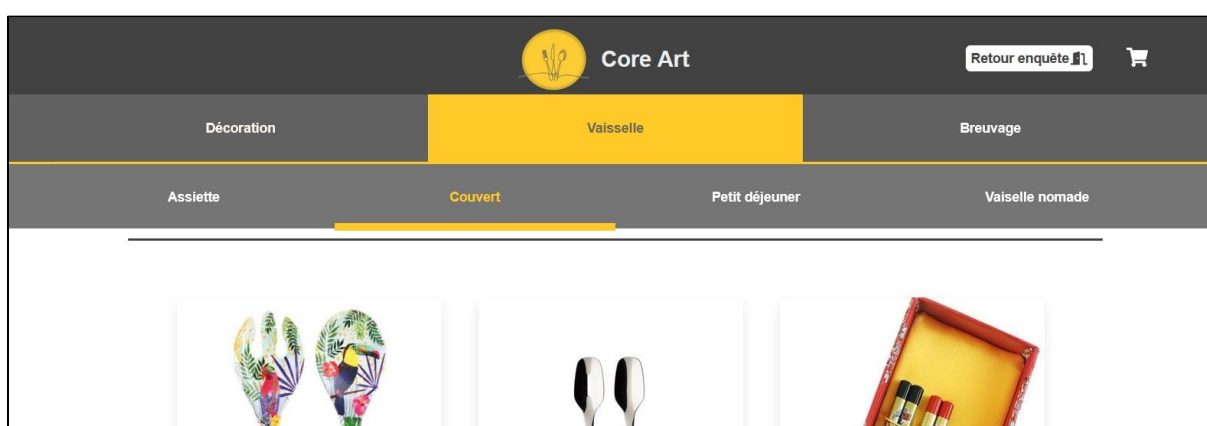 Core Art
Retour enquête
Décoration
Vaisselle
Breuvage
Assiette
Couvert
Petit déjeuner
Vaiselle nomade